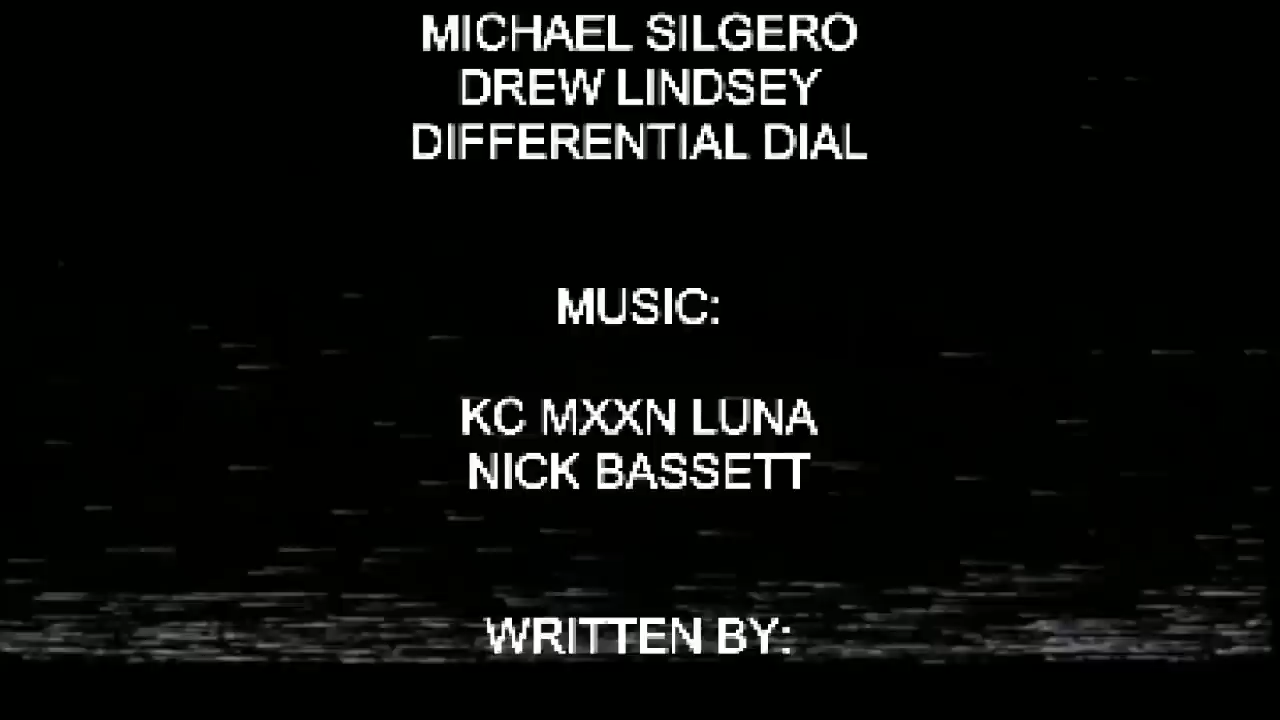 MICHAEL SILGERO
DREW LINDSEY
DIFFERENTIAL DIAL
MUSIC:
KC MXXN LUNA
NICK BASSETT
WRITTEN BY: